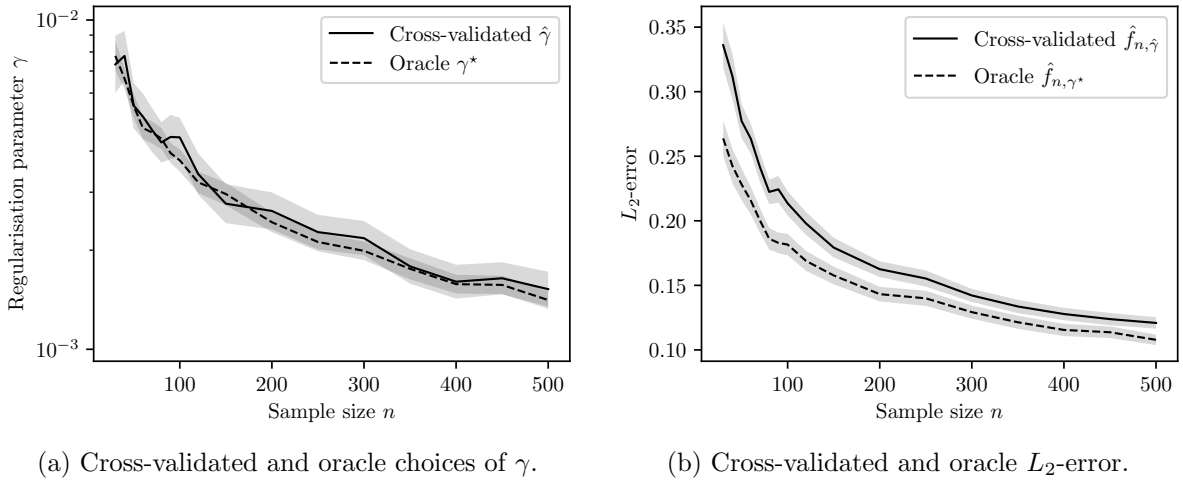 10⁻²
10⁻³
Regularisation parameter γ
Cross-validated γ̂
Oracle γ⋆
100 200 300 400 500
Sample size n
(a) Cross-validated and oracle choices of γ.
0.35
0.30
0.25
0.20
0.15
0.10
L₂-error
Cross-validated f̂ₙ,γ̂
Oracle f̂ₙ,γ⋆
100 200 300 400 500
Sample size n
(b) Cross-validated and oracle L₂-error.